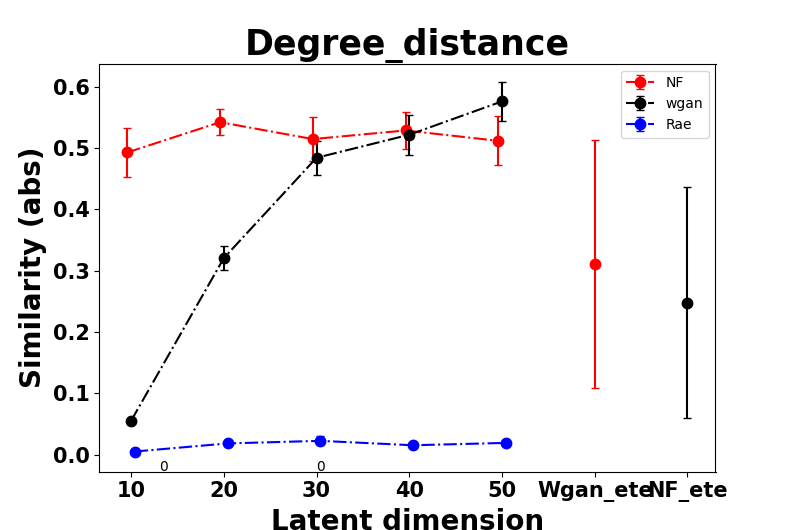 Degree_distance
NF
wgan
Rae
Similarity (abs)
0.6
0.5
0.4
0.3
0.2
0.1
0.0
0 0
10 20 30 40 50 Wgan_ete NF_ete
Latent dimension